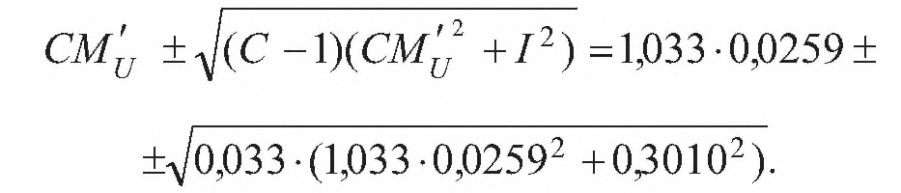 CM′_U ± √((C −1)(CM′_U² + I²)) = 1,033 · 0,0259 ±
± √(0,033 · (1,033 · 0,0259² + 0,3010²)).